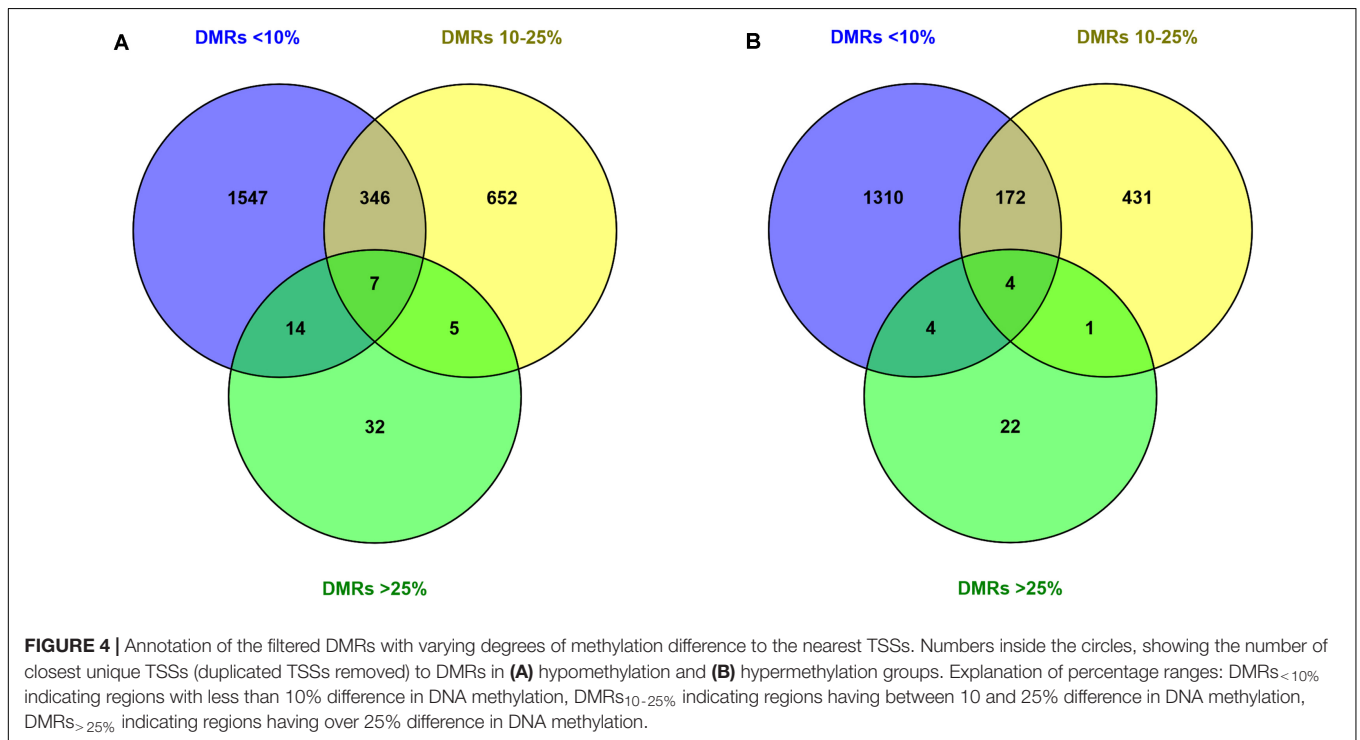 A
DMRs <10%
DMRs 10-25%
B
DMRs <10%
DMRs 10-25%
1547
346
652
7
14
5
32
1310
172
431
4
4
1
22
DMRs >25%
DMRs >25%
FIGURE 4 | Annotation of the filtered DMRs with varying degrees of methylation difference to the nearest TSSs. Numbers inside the circles, showing the number of
closest unique TSSs (duplicated TSSs removed) to DMRs in (A) hypomethylation and (B) hypermethylation groups. Explanation of percentage ranges: DMRs<10%
indicating regions with less than 10% difference in DNA methylation, DMRs10-25% indicating regions having between 10 and 25% difference in DNA methylation,
DMRs>25% indicating regions having over 25% difference in DNA methylation.